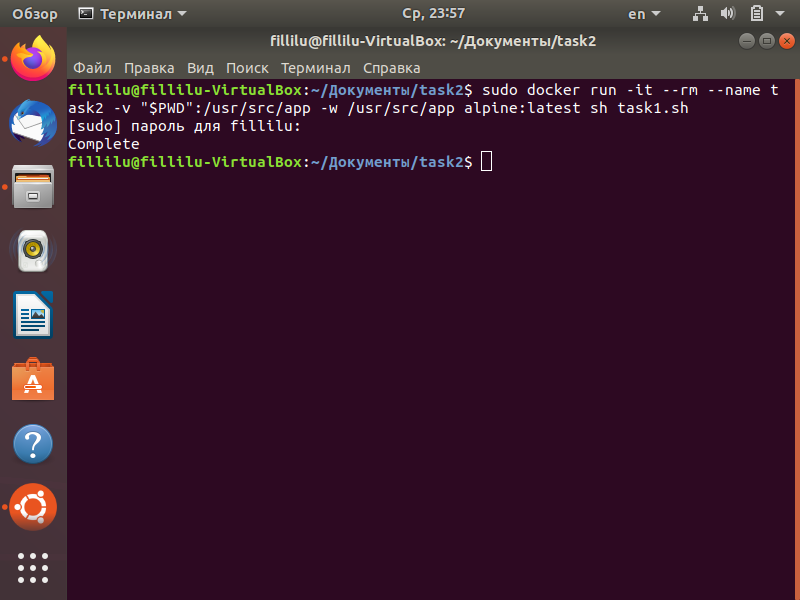 Обзор Терминал Ср, 23:57 en
fillilu@fillilu-VirtualBox: ~/Документы/task2
Файл Правка Вид Поиск Терминал Справка
fillilu@fillilu-VirtualBox:~/Документы/task2$ sudo docker run -it --rm --name t
ask2 -v "$PWD":/usr/src/app -w /usr/src/app alpine:latest sh task1.sh
[sudo] пароль для fillilu:
Complete
fillilu@fillilu-VirtualBox:~/Документы/task2$